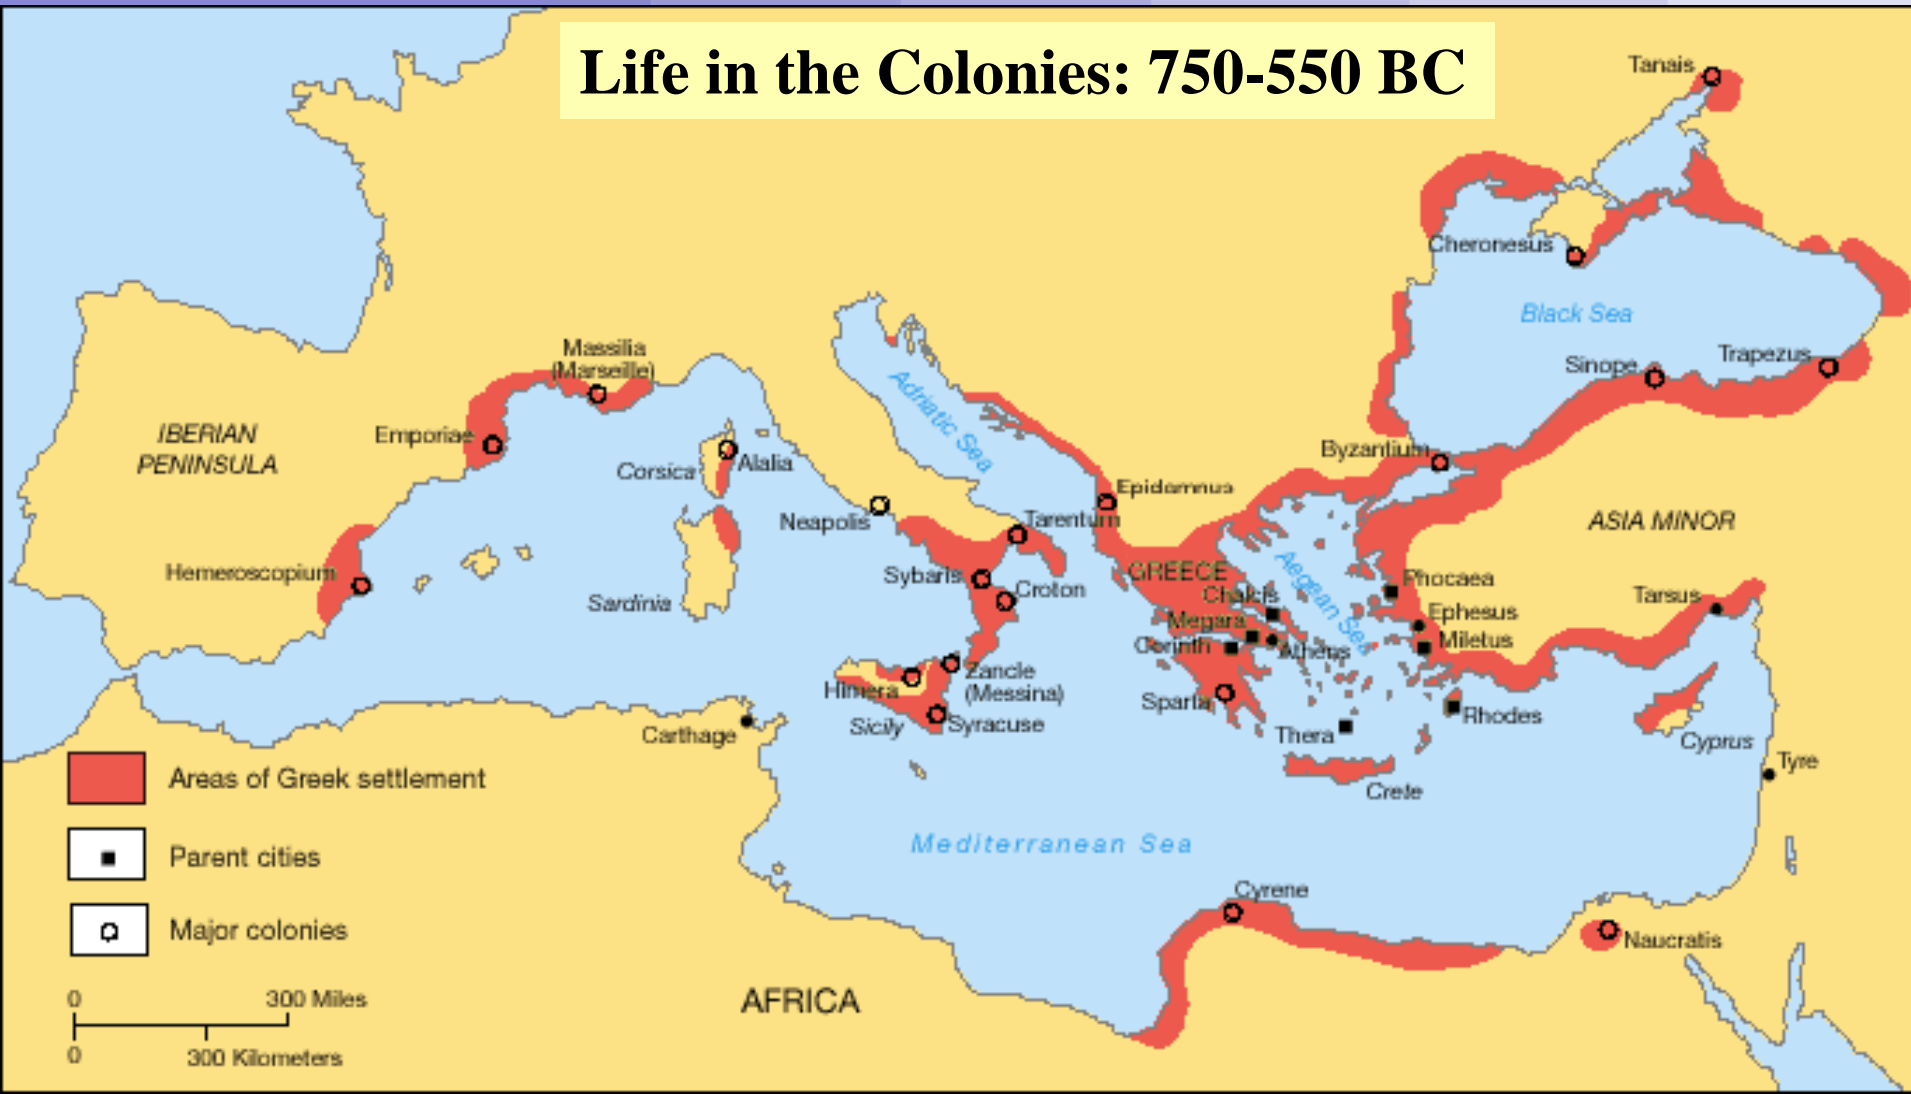 Life in the Colonies: 750-550 BC
Tanais
Cheronesus
Black Sea
Massilia
(Marseille)
Sinope
Trapezus
Adriatic Sea
IBERIAN
PENINSULA
Emporiae
Corsica
Alalia
Byzantium
Epidamnus
Neapolis
Tarentum
ASIA MINOR
Hemeroscopium
Sardinia
Sybaris
Croton
GREECE
Aegean Sea
Chalcis
Phocaea
Tarsus
Ephesus
Megara
Corinth
Athens
Miletus
Himera
Zancle
(Messina)
Sparta
Sicily
Syracuse
Carthage
Thera
Rhodes
Cyprus
Tyre
Crete
Areas of Greek settlement
Parent cities
Major colonies
Mediterranean Sea
Cyrene
Naucratis
AFRICA
0 300 Miles
0 300 Kilometers